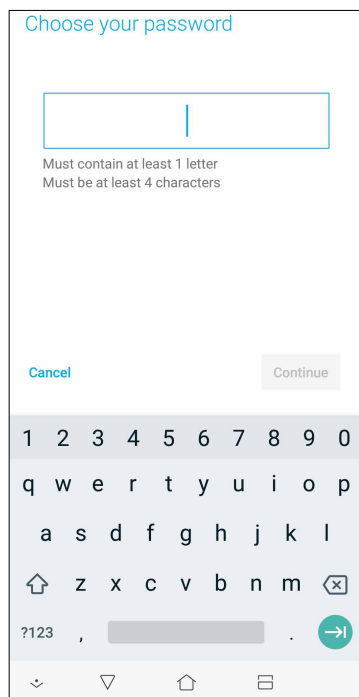 Choose your password
Must contain at least 1 letter
Must be at least 4 characters
Cancel Continue
1 2 3 4 5 6 7 8 9 0
q w e r t y u i o p
a s d f g h j k l
z x c v b n m
?123 , .